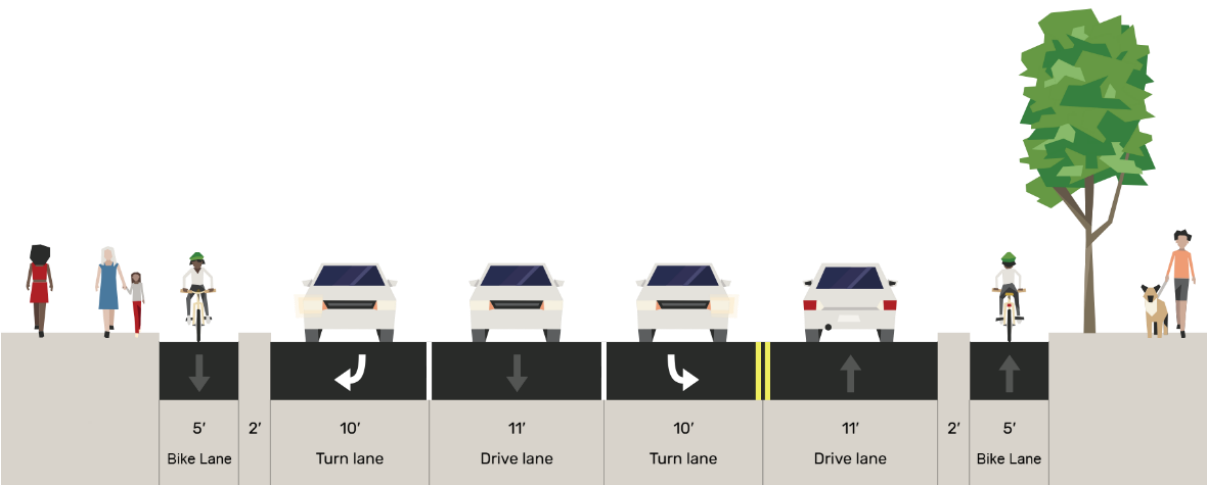 5′
Bike Lane
2′
10′
Turn lane
11′
Drive lane
10′
Turn lane
11′
Drive lane
2′
5′
Bike Lane